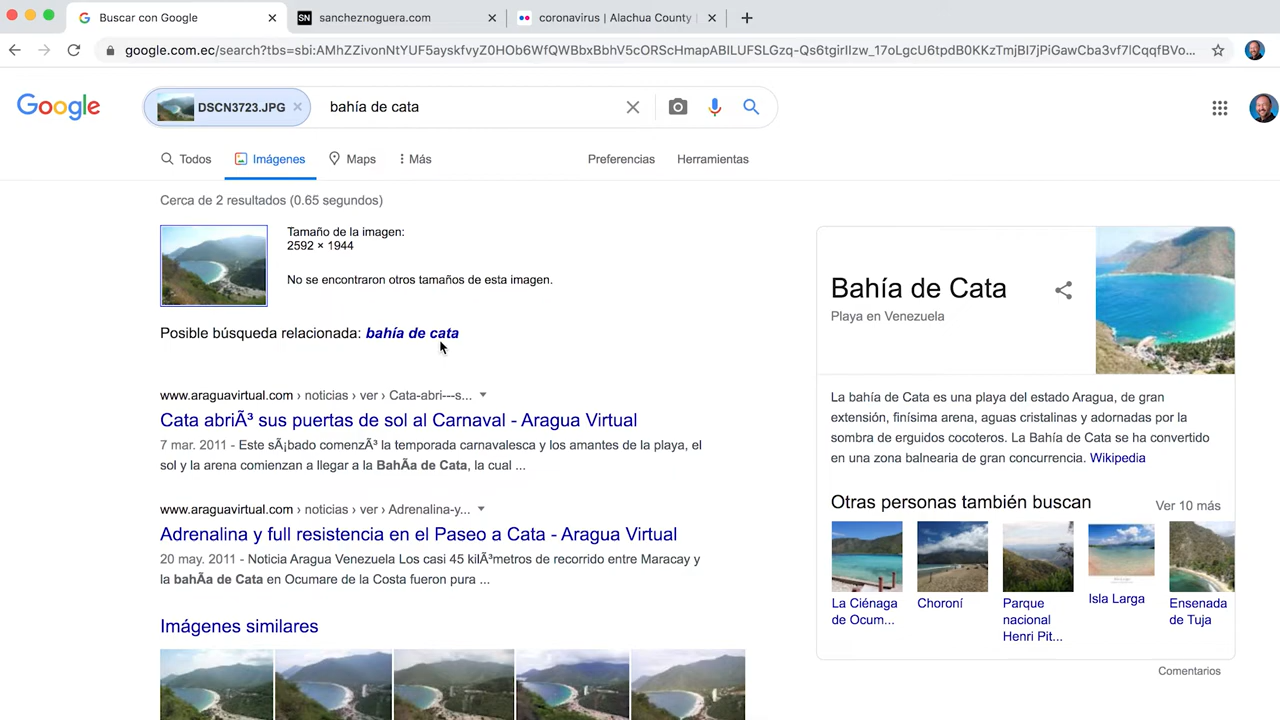 Buscar con Google
sancheznoguera.com
coronavirus | Alachua County
google.com.ec/search?tbs=sbi:AMhZZivonNtYUF5ayskfvyZ0HOb6WfQWBbxBbhV5cORScHmapABILUFSLGzq-Qs6tgirIIzw_17oLgcU6tpdB0KKzTmjBI7jPiGawCba3vf7lCqqfBVo...
Google
DSCN3723.JPG
bahía de cata
Todos
Imágenes
Maps
Más
Preferencias
Herramientas
Cerca de 2 resultados (0.65 segundos)
Tamaño de la imagen:
2592 × 1944
No se encontraron otros tamaños de esta imagen.
Posible búsqueda relacionada: bahía de cata
www.araguavirtual.com › noticias › ver › Cata-abri---s...
Cata abriÃ³ sus puertas de sol al Carnaval - Aragua Virtual
7 mar. 2011 - Este sÃ¡bado comenzÃ³ la temporada carnavalesca y los amantes de la playa, el
sol y la arena comienzan a llegar a la BahÃa de Cata, la cual ...
www.araguavirtual.com › noticias › ver › Adrenalina-y...
Adrenalina y full resistencia en el Paseo a Cata - Aragua Virtual
20 may. 2011 - Noticia Aragua Venezuela Los casi 45 kilÃ³metros de recorrido entre Maracay y
la bahÃa de Cata en Ocumare de la Costa fueron pura ...
Imágenes similares
Bahía de Cata
Playa en Venezuela
La bahía de Cata es una playa del estado Aragua, de gran
extensión, finísima arena, aguas cristalinas y adornadas por la
sombra de erguidos cocoteros. La Bahía de Cata se ha convertido
en una zona balnearia de gran concurrencia. Wikipedia
Otras personas también buscan
Ver 10 más
La Ciénaga
de Ocum...
Choroní
Parque
nacional
Henri Pit...
Isla Larga
Ensenada
de Tuja
Comentarios